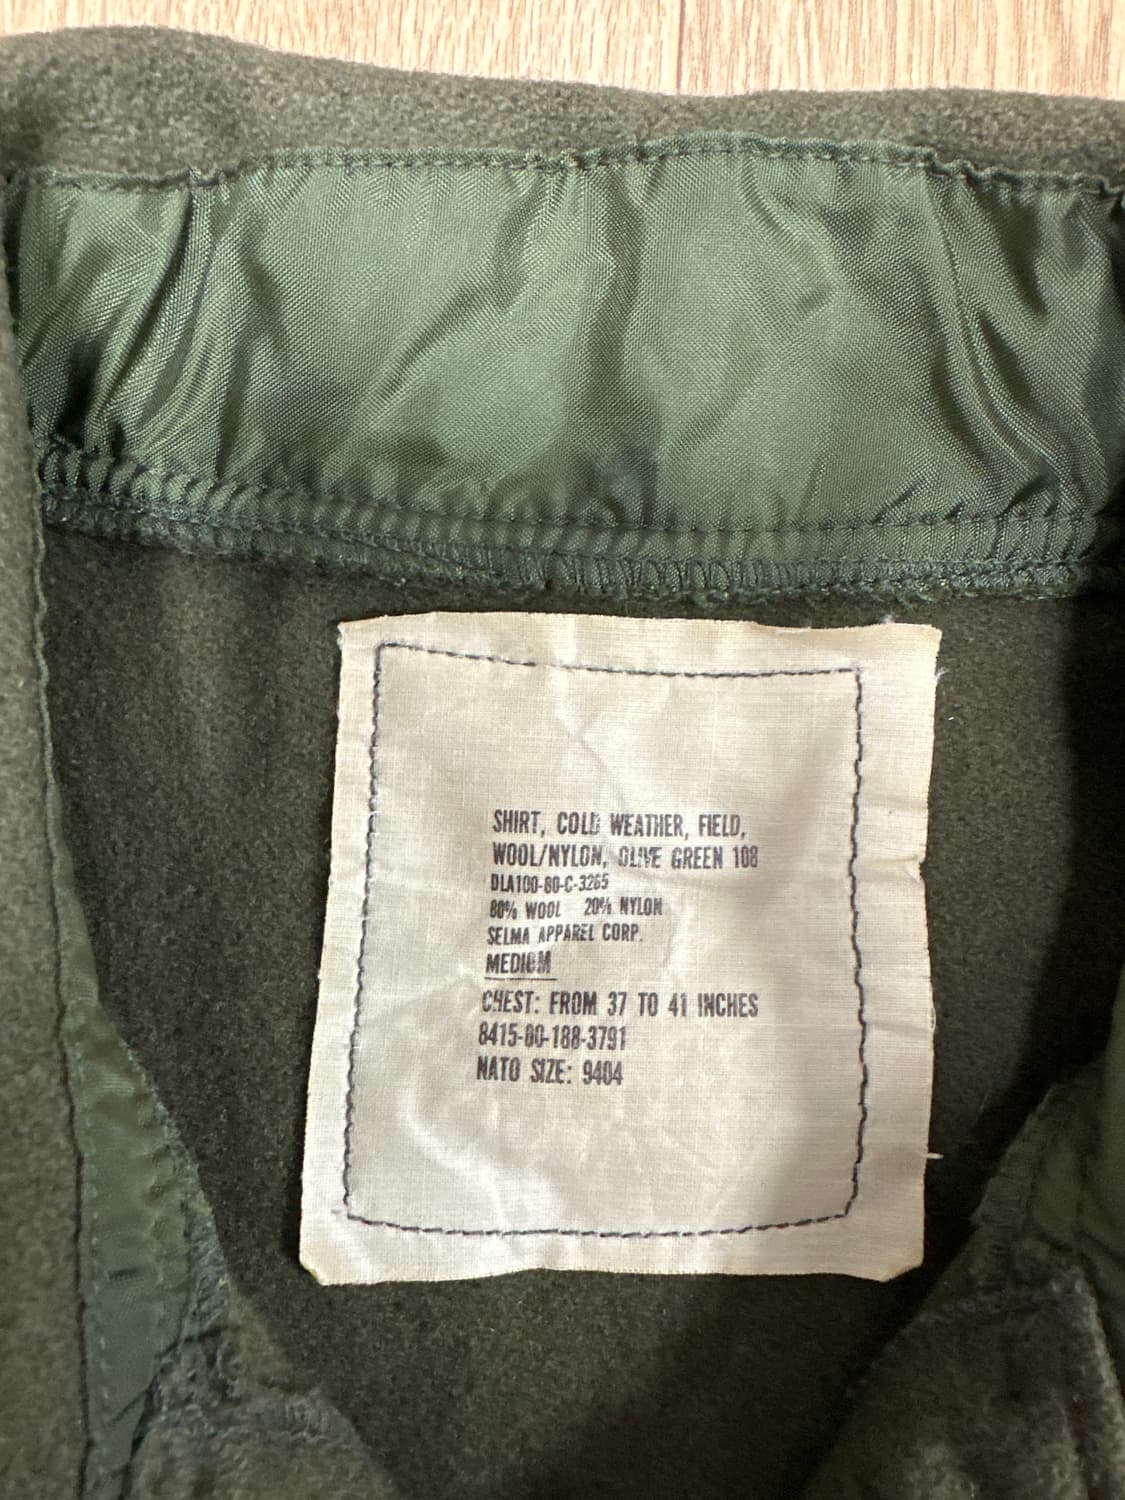 SHIRT, COLD WEATHER, FIELD,
WOOL/NYLON, OLIVE GREEN 108
DLA100-80-C-3265
80% WOOL 20% NYLON
SELMA APPAREL CORP.
MEDIUM
CHEST: FROM 37 TO 41 INCHES
8415-00-188-3791
NATO SIZE: 9404